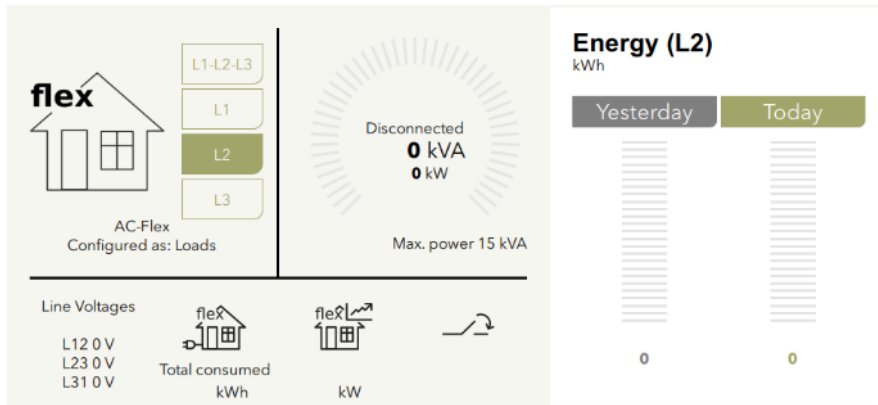 flex
L1-L2-L3
L1
L2
L3
AC-Flex
Configured as: Loads
Disconnected
0 kVA
0 kW
Max. power 15 kVA
Line Voltages
L12 0 V
L23 0 V
L31 0 V
flex
Total consumed
kWh
flex
kW
Energy (L2)
kWh
Yesterday
Today
0
0